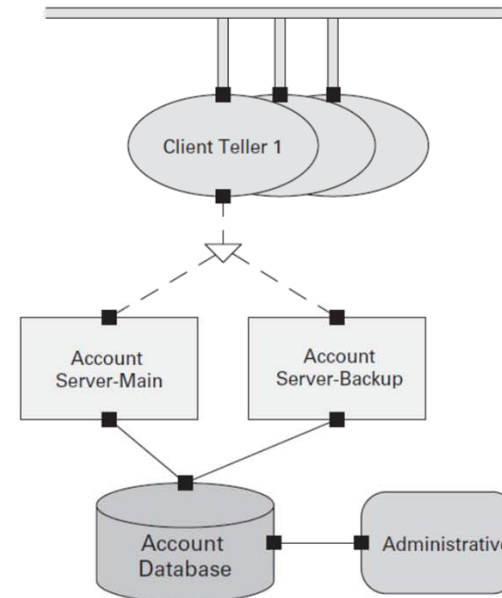 Client Teller 1
Account
Server-Main
Account
Server-Backup
Account
Database
Administrative